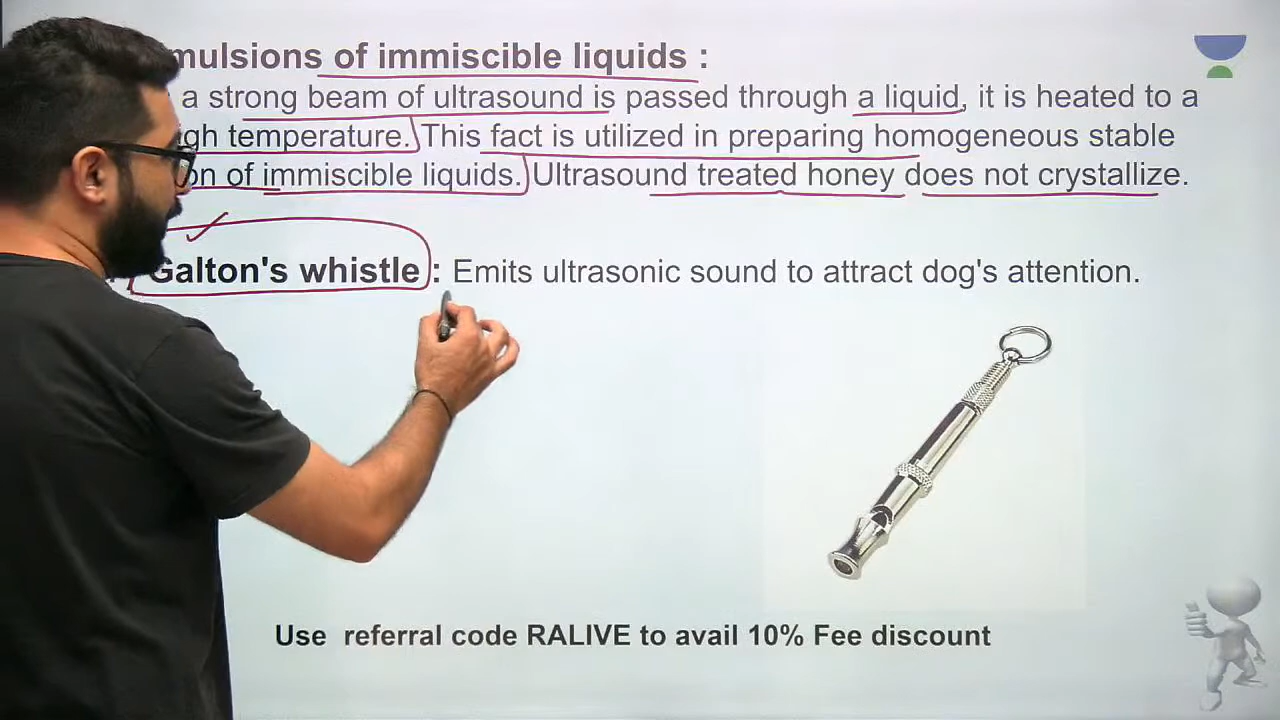 mulsions of immiscible liquids :
a strong beam of ultrasound is passed through a liquid, it is heated to a
gh temperature. This fact is utilized in preparing homogeneous stable
on of immiscible liquids. Ultrasound treated honey does not crystallize.
Galton's whistle : Emits ultrasonic sound to attract dog's attention.
Use referral code RALIVE to avail 10% Fee discount